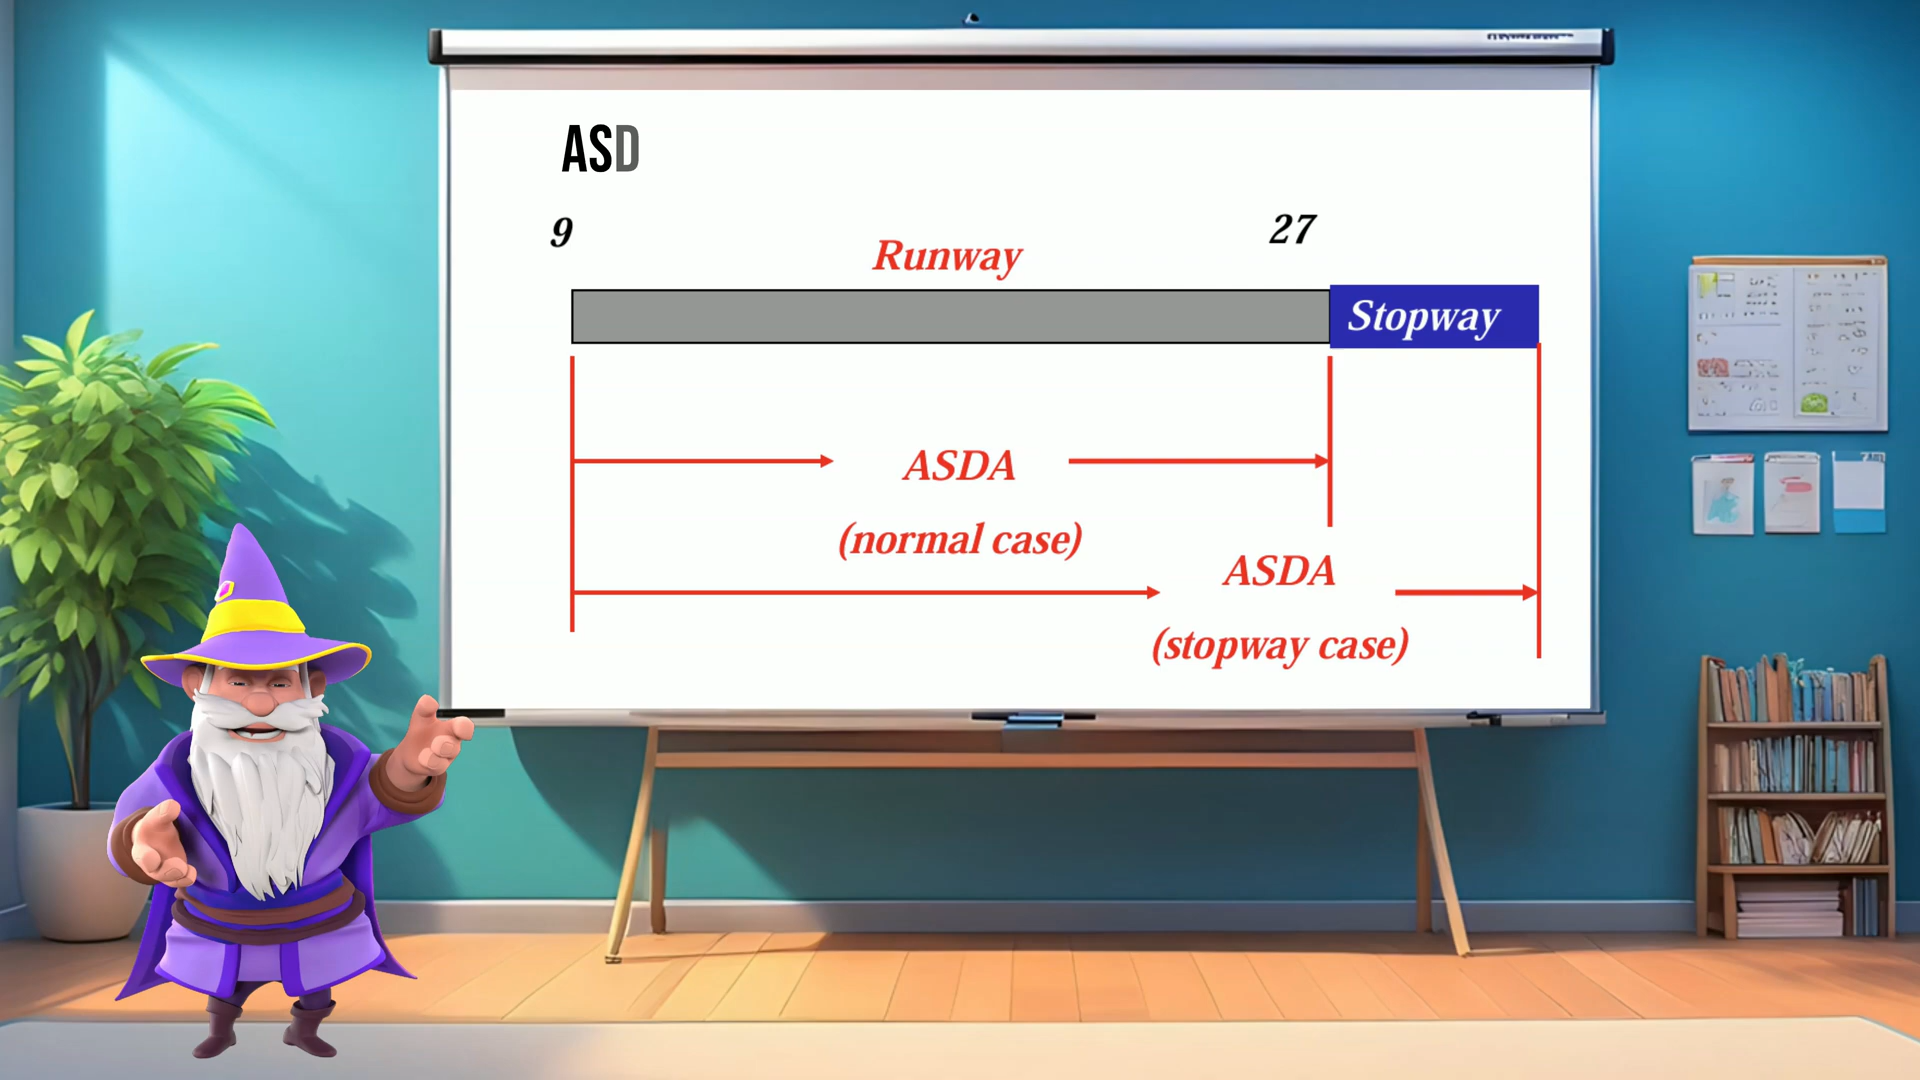 ASD
9
27
Runway
Stopway
ASDA
(normal case)
ASDA
(stopway case)